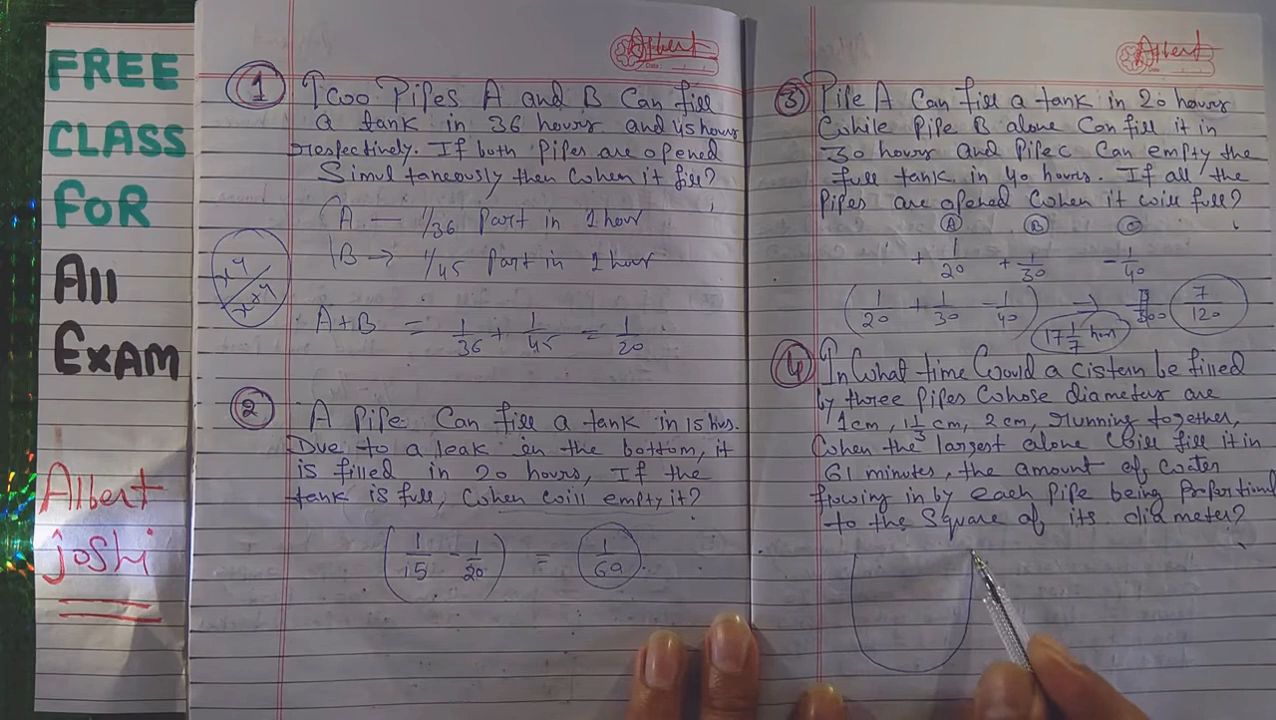 FREE
CLASS
FoR
All
ExAM
Albert
joshi
Albert
1 Two Pipes A and B Can fill
a tank in 36 hours and 45 hours
respectively. If both Pipes are opened
Simultaneously then when it fill?
A — 1/36 Part in 1 hour
B → 1/45 Part in 1 hour
x y
x+y
A+B = 1/36 + 1/45 = 1/20
2 A Pipe Can fill a tank in 15 hrs.
Due to a leak in the bottom, it
is filled in 20 hours, If the
tank is full, when will empty it?
(1/15 - 1/20) = 1/60
Albert
3 Pipe A Can fill a tank in 20 hours
while Pipe B alone Can fill it in
30 hours and Pipe C Can empty the
full tank in 40 hours. If all the
Pipes are opened when it will full?
A B C
+ 1/20 + 1/30 - 1/40
(1/20 + 1/30 - 1/40) → 7/120
17 1/7 hour
4 In what time would a cistern be filled
by three Pipes whose diameters are
1cm, 1 1/3 cm, 2 cm, running together,
when the largest alone will fill it in
61 minutes, the amount of water
flowing in by each Pipe being Proportional
to the Square of its diameter?